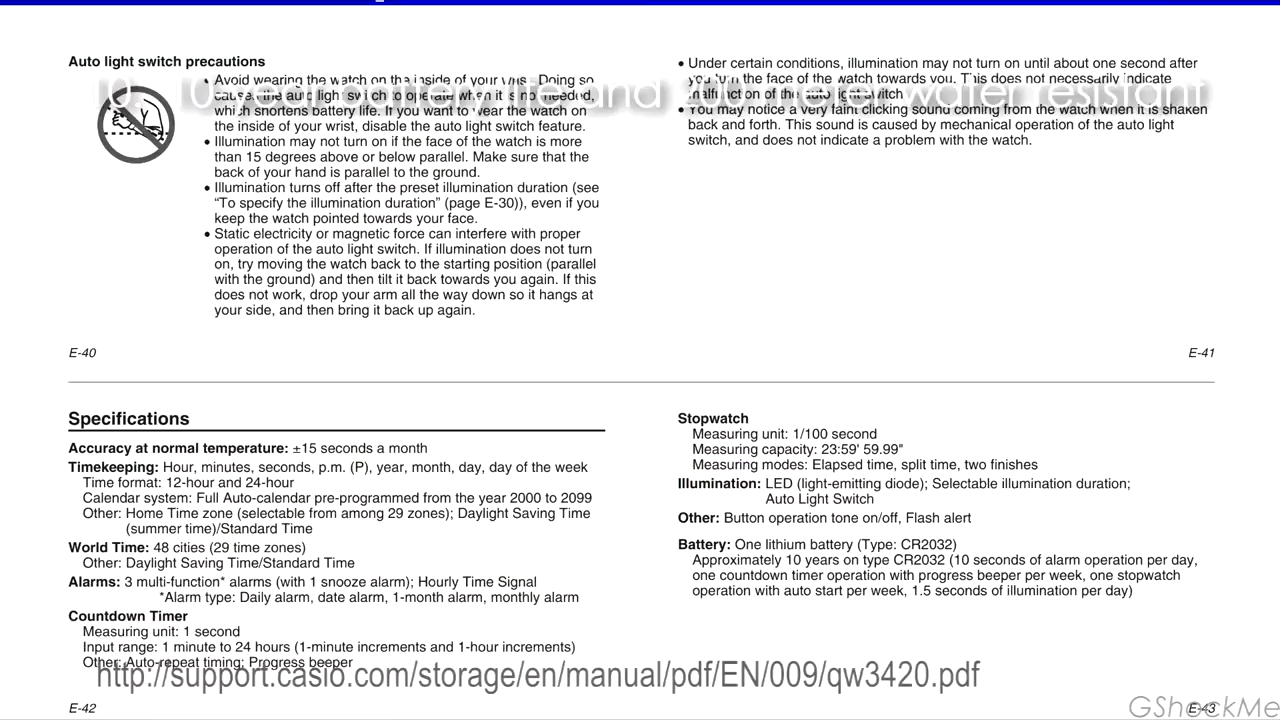 Auto light switch precautions
• Avoid wearing the watch on the inside of your wrist. Doing so
causes the auto light switch to operate when it is not needed,
which shortens battery life. If you want to wear the watch on
the inside of your wrist, disable the auto light switch feature.
• Illumination may not turn on if the face of the watch is more
than 15 degrees above or below parallel. Make sure that the
back of your hand is parallel to the ground.
• Illumination turns off after the preset illumination duration (see
“To specify the illumination duration” (page E-30)), even if you
keep the watch pointed towards your face.
• Static electricity or magnetic force can interfere with proper
operation of the auto light switch. If illumination does not turn
on, try moving the watch back to the starting position (parallel
with the ground) and then tilt it back towards you again. If this
does not work, drop your arm all the way down so it hangs at
your side, and then bring it back up again.
E-40
• Under certain conditions, illumination may not turn on until about one second after
you turn the face of the watch towards you. This does not necessarily indicate
malfunction of the auto light switch.
• You may notice a very faint clicking sound coming from the watch when it is shaken
back and forth. This sound is caused by mechanical operation of the auto light
switch, and does not indicate a problem with the watch.
E-41
10. 10 year battery life and 200 meter water resistant
Specifications
Accuracy at normal temperature: ±15 seconds a month
Timekeeping: Hour, minutes, seconds, p.m. (P), year, month, day, day of the week
Time format: 12-hour and 24-hour
Calendar system: Full Auto-calendar pre-programmed from the year 2000 to 2099
Other: Home Time zone (selectable from among 29 zones); Daylight Saving Time
(summer time)/Standard Time
World Time: 48 cities (29 time zones)
Other: Daylight Saving Time/Standard Time
Alarms: 3 multi-function* alarms (with 1 snooze alarm); Hourly Time Signal
*Alarm type: Daily alarm, date alarm, 1-month alarm, monthly alarm
Countdown Timer
Measuring unit: 1 second
Input range: 1 minute to 24 hours (1-minute increments and 1-hour increments)
Other: Auto-repeat timing; Progress beeper
E-42
Stopwatch
Measuring unit: 1/100 second
Measuring capacity: 23:59' 59.99"
Measuring modes: Elapsed time, split time, two finishes
Illumination: LED (light-emitting diode); Selectable illumination duration;
Auto Light Switch
Other: Button operation tone on/off, Flash alert
Battery: One lithium battery (Type: CR2032)
Approximately 10 years on type CR2032 (10 seconds of alarm operation per day,
one countdown timer operation with progress beeper per week, one stopwatch
operation with auto start per week, 1.5 seconds of illumination per day)
E-43
http://support.casio.com/storage/en/manual/pdf/EN/009/qw3420.pdf
GShockMe